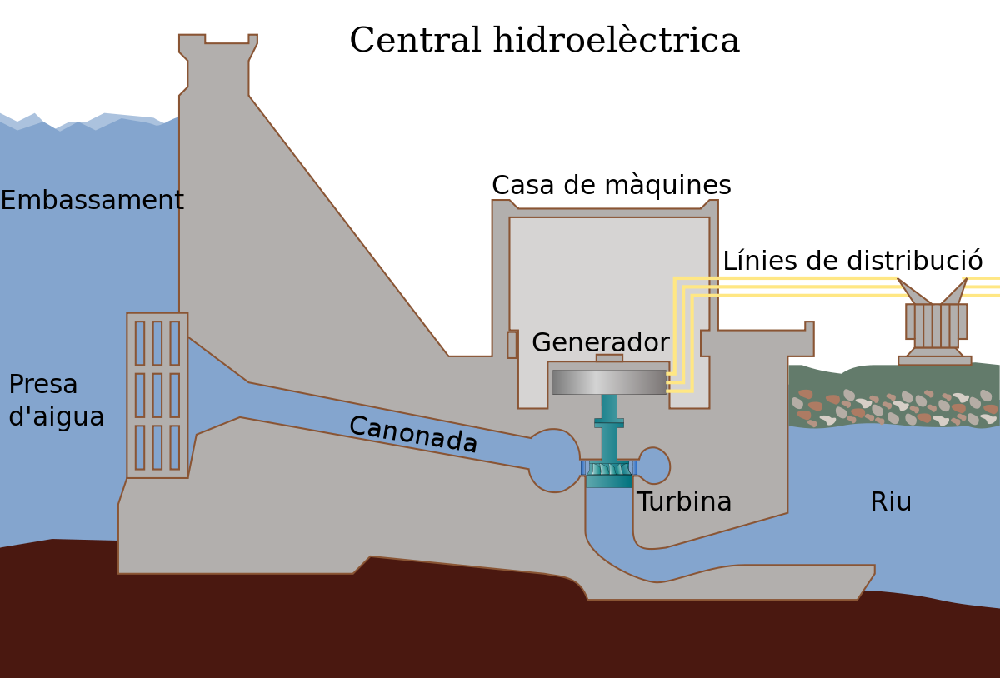 Central hidroelèctrica
Casa de màquines
Embassament
Línies de distribució
Generador
Presa
d'aigua
Canonada
Turbina
Riu